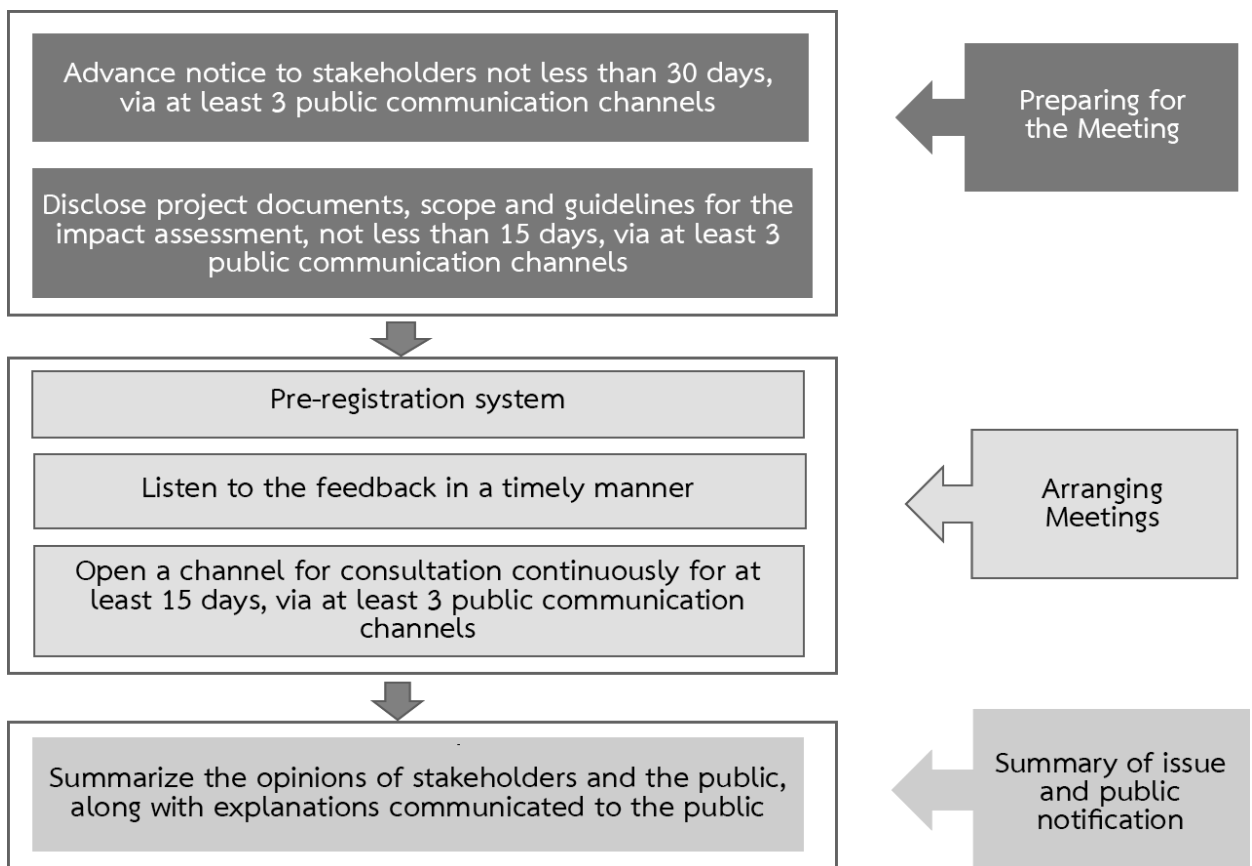 Advance notice to stakeholders not less than 30 days,
via at least 3 public communication channels
Preparing for
the Meeting
Disclose project documents, scope and guidelines for the
impact assessment, not less than 15 days, via at least 3
public communication channels
Pre-registration system
Listen to the feedback in a timely manner
Open a channel for consultation continuously for at
least 15 days, via at least 3 public communication
channels
Arranging
Meetings
Summarize the opinions of stakeholders and the public,
along with explanations communicated to the public
Summary of issue
and public
notification